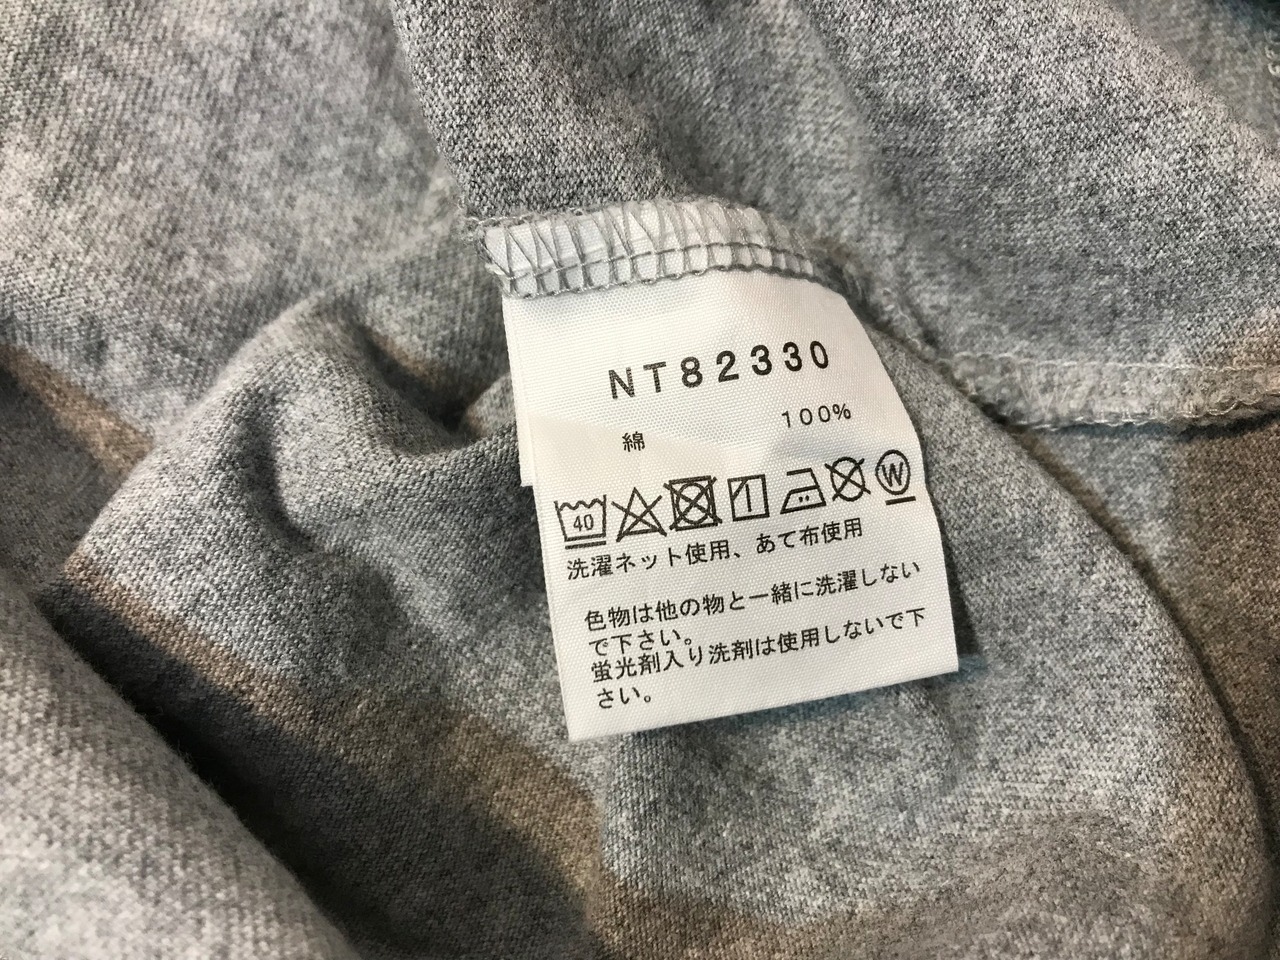 NT82330
綿 100%
40 W
洗濯ネット使用、あて布使用
色物は他の物と一緒に洗濯しない
で下さい。
蛍光剤入り洗剤は使用しないで下
さい。